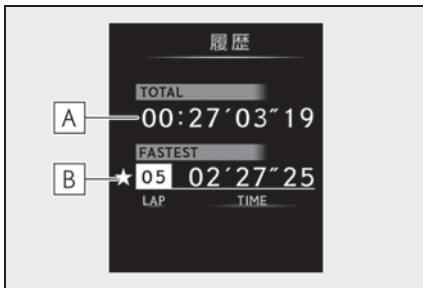 履歴
TOTAL
A 00:27′03″19
FASTEST
B ★ 05 02′27″25
LAP TIME